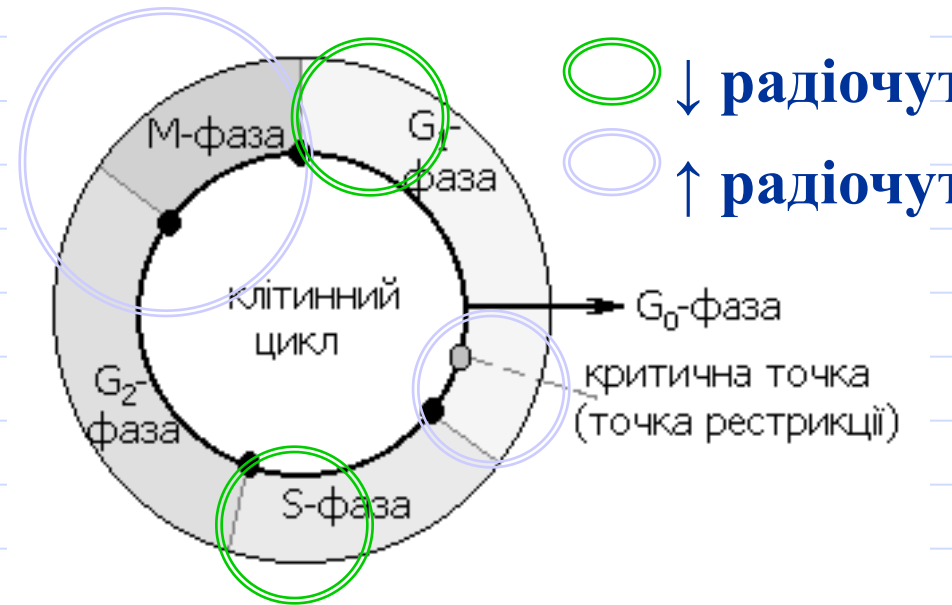 ↓ радіочут
↑ радіочут
М-фаза
G₁-
фаза
клітинний
цикл
G₀-фаза
критична точка
(точка рестрикції)
G₂-
фаза
S-фаза